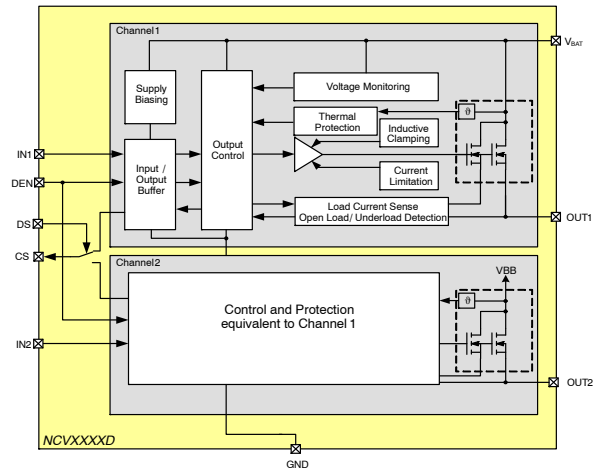 Channel1
VBAT
Supply
Biasing
Voltage Monitoring
Thermal
Protection
ϑ
Inductive
Clamping
Output
Control
IN1
Input /
Output
Buffer
Current
Limitation
DEN
Load Current Sense
Open Load/ Underload Detection
DS
OUT1
CS
Channel2
VBB
ϑ
Control and Protection
equivalent to Channel 1
IN2
OUT2
NCVXXXXD
GND